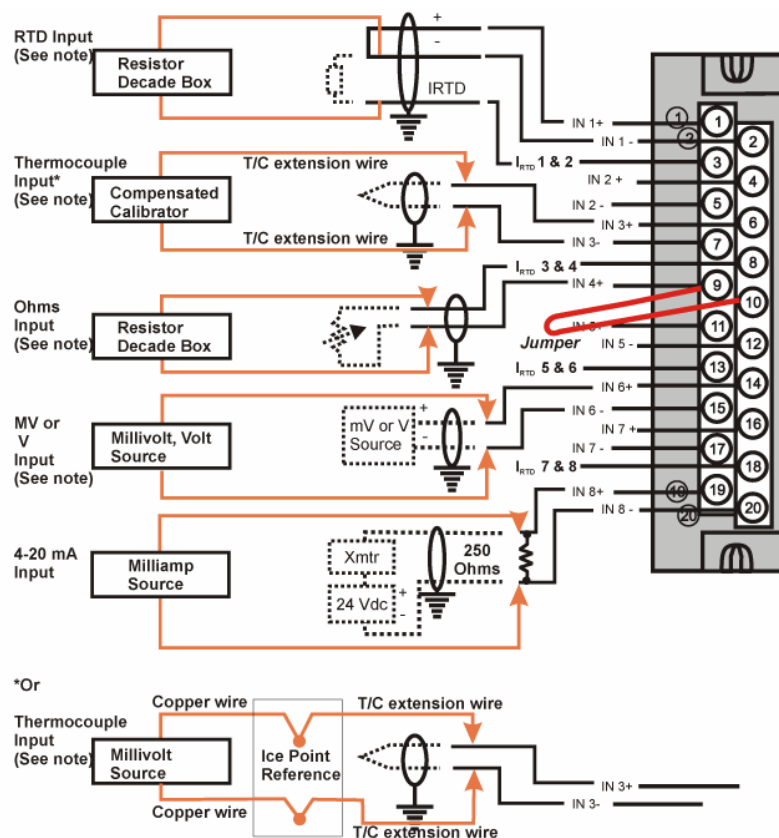 RTD Input
(See note)
Resistor
Decade Box
+
-
IRTD
IN 1+
1
IN 1 -
2
IRTD 1 & 2
IN 2 +
IN 2 -
Thermocouple
Input*
(See note)
Compensated
Calibrator
T/C extension wire
T/C extension wire
IN 3+
IN 3-
Ohms
Input
(See note)
Resistor
Decade Box
IRTD 3 & 4
IN 4+
Jumper
IN 5 -
IRTD 5 & 6
MV or
V
Input
(See note)
Millivolt, Volt
Source
+
mV or V
-
Source
IN 6+
IN 6 -
IN 7 +
IN 7 -
IRTD 7 & 8
4-20 mA
Input
Milliamp
Source
Xmtr
24 Vdc
+
-
250
Ohms
IN 8+
19
IN 8 -
20
1
2
3
4
5
6
7
8
9
10
11
12
13
14
15
16
17
18
19
20
*Or
Thermocouple
Input
(See note)
Millivolt
Source
Copper wire
Copper wire
Ice Point
Reference
T/C extension wire
T/C extension wire
IN 3+
IN 3-